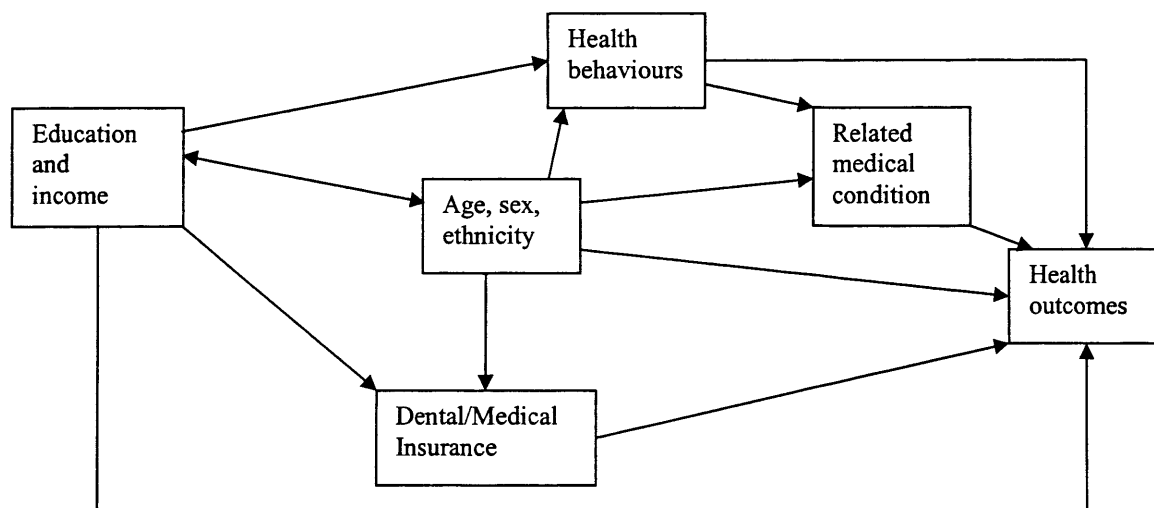 Health
behaviours
Education
and
income
Related
medical
condition
Age, sex,
ethnicity
Health
outcomes
Dental/Medical
Insurance